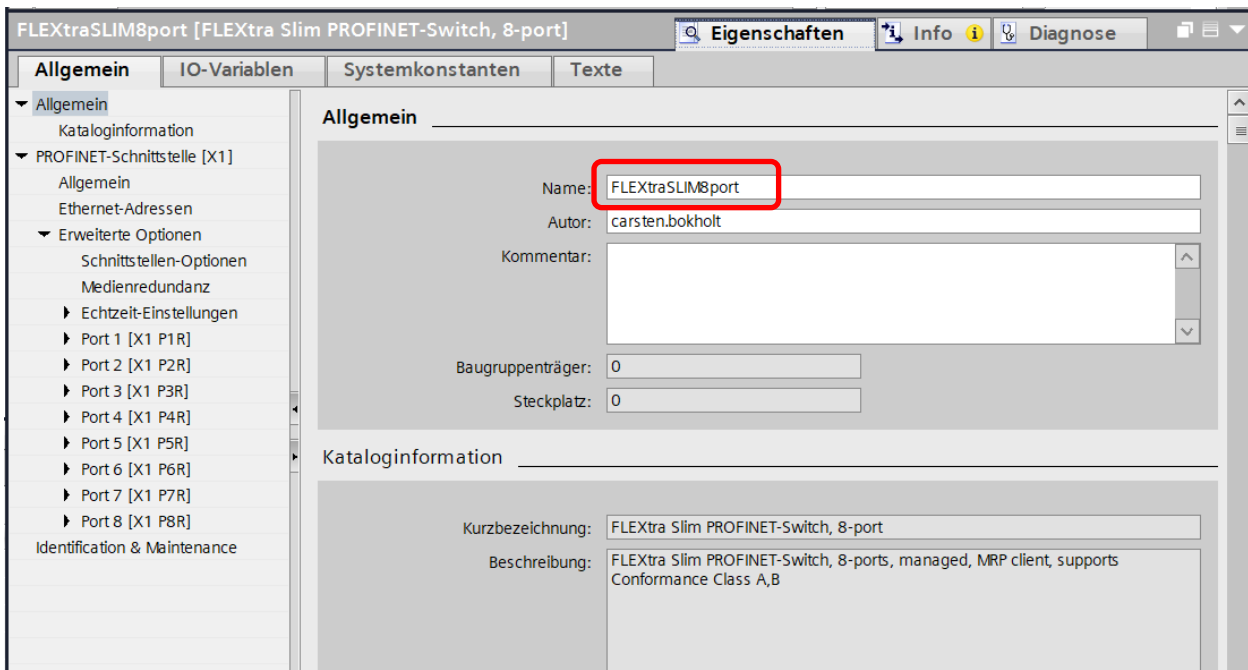 FLEXtraSLIM8port [FLEXtra Slim PROFINET-Switch, 8-port]
Eigenschaften
Info
Diagnose
Allgemein
IO-Variablen
Systemkonstanten
Texte
Allgemein
Kataloginformation
PROFINET-Schnittstelle [X1]
Allgemein
Ethernet-Adressen
Erweiterte Optionen
Schnittstellen-Optionen
Medienredundanz
Echtzeit-Einstellungen
Port 1 [X1 P1R]
Port 2 [X1 P2R]
Port 3 [X1 P3R]
Port 4 [X1 P4R]
Port 5 [X1 P5R]
Port 6 [X1 P6R]
Port 7 [X1 P7R]
Port 8 [X1 P8R]
Identification & Maintenance
Allgemein
Name: FLEXtraSLIM8port
Autor: carsten.bokholt
Kommentar:
Baugruppenträger: 0
Steckplatz: 0
Kataloginformation
Kurzbezeichnung: FLEXtra Slim PROFINET-Switch, 8-port
Beschreibung: FLEXtra Slim PROFINET-Switch, 8-ports, managed, MRP client, supports
Conformance Class A,B